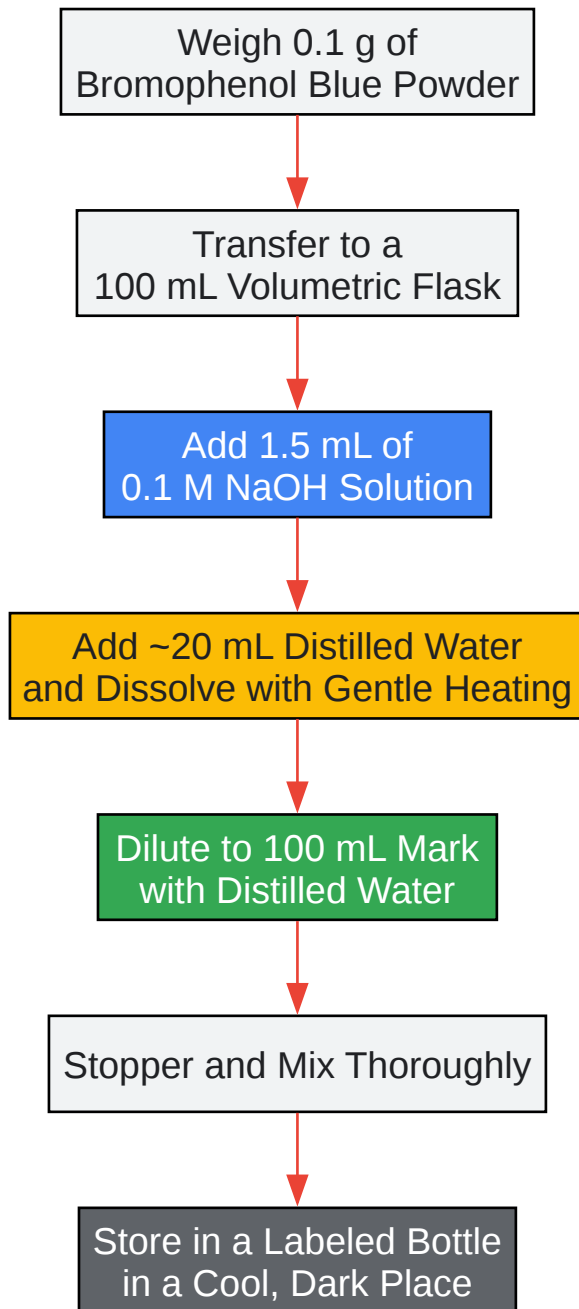 Weigh 0.1 g of
Bromophenol Blue Powder
Transfer to a
100 mL Volumetric Flask
Add 1.5 mL of
0.1 M NaOH Solution
Add ~20 mL Distilled Water
and Dissolve with Gentle Heating
Dilute to 100 mL Mark
with Distilled Water
Stopper and Mix Thoroughly
Store in a Labeled Bottle
in a Cool, Dark Place